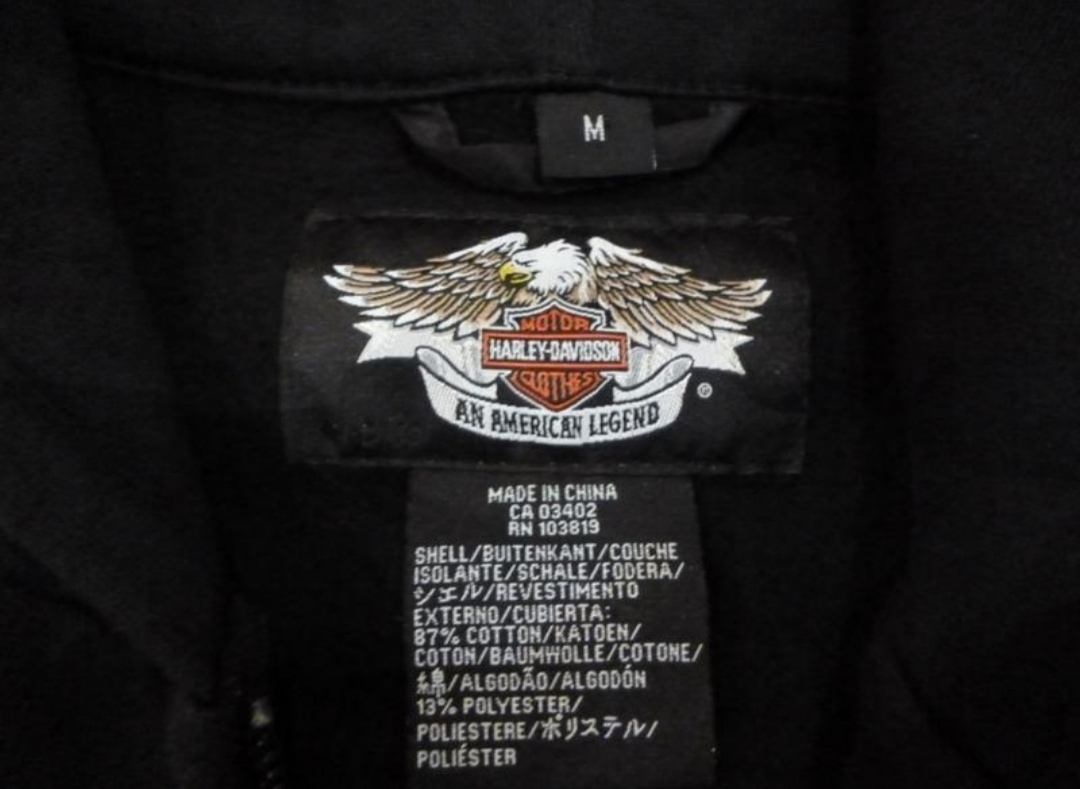 M
MOTOR
HARLEY-DAVIDSON
CLOTHES
AN AMERICAN LEGEND
®
MADE IN CHINA
CA 03402
RN 103819
SHELL/BUITENKANT/COUCHE
ISOLANTE/SCHALE/FODERA/
シェル/REVESTIMENTO
EXTERNO/CUBIERTA:
87% COTTON/KATOEN/
COTON/BAUMWOLLE/COTONE/
綿/ALGODÃO/ALGODÓN
13% POLYESTER/
POLIESTERE/ポリステル/
POLIÉSTER